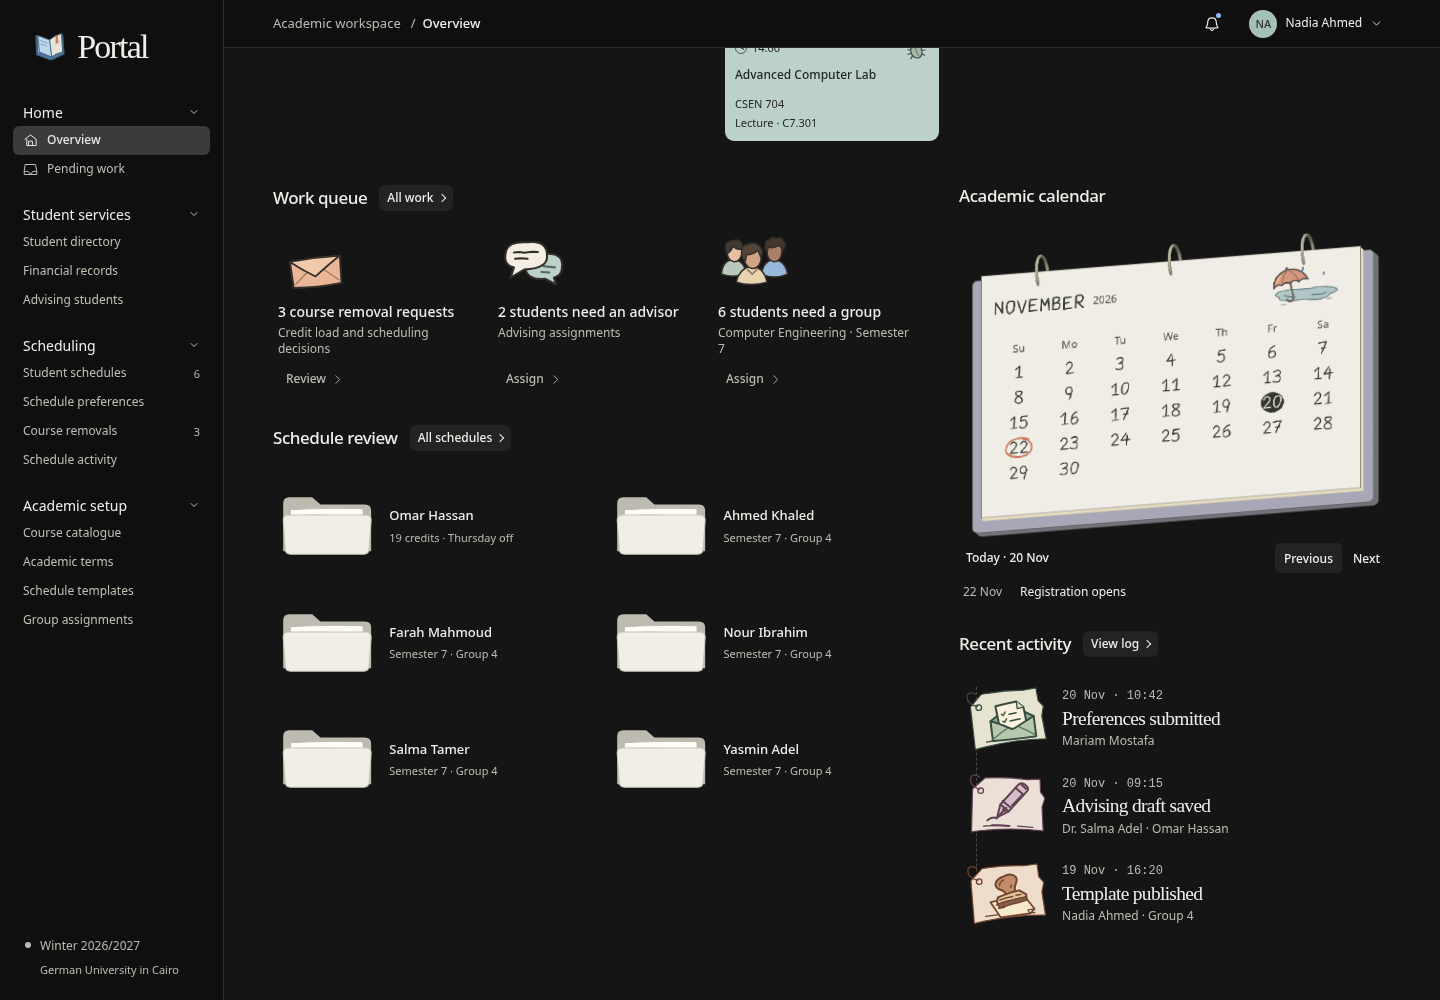 Portal
Home
Overview
Pending work
Student services
Student directory
Financial records
Advising students
Scheduling
Student schedules 6
Schedule preferences
Course removals 3
Schedule activity
Academic setup
Course catalogue
Academic terms
Schedule templates
Group assignments
Winter 2026/2027
German University in Cairo
Academic workspace / Overview
NA Nadia Ahmed
Advanced Computer Lab
CSEN 704
Lecture · C7.301
Work queue All work
3 course removal requests
Credit load and scheduling
decisions
Review
2 students need an advisor
Advising assignments
Assign
6 students need a group
Computer Engineering · Semester
7
Assign
Schedule review All schedules
Omar Hassan
19 credits · Thursday off
Ahmed Khaled
Semester 7 · Group 4
Farah Mahmoud
Semester 7 · Group 4
Nour Ibrahim
Semester 7 · Group 4
Salma Tamer
Semester 7 · Group 4
Yasmin Adel
Semester 7 · Group 4
Academic calendar
NOVEMBER 2026
Su Mo Tu We Th Fr Sa
1 2 3 4 5 6 7
8 9 10 11 12 13 14
15 16 17 18 19 20 21
22 23 24 25 26 27 28
29 30
Today · 20 Nov Previous Next
22 Nov Registration opens
Recent activity View log
20 Nov · 10:42
Preferences submitted
Mariam Mostafa
20 Nov · 09:15
Advising draft saved
Dr. Salma Adel · Omar Hassan
19 Nov · 16:20
Template published
Nadia Ahmed · Group 4